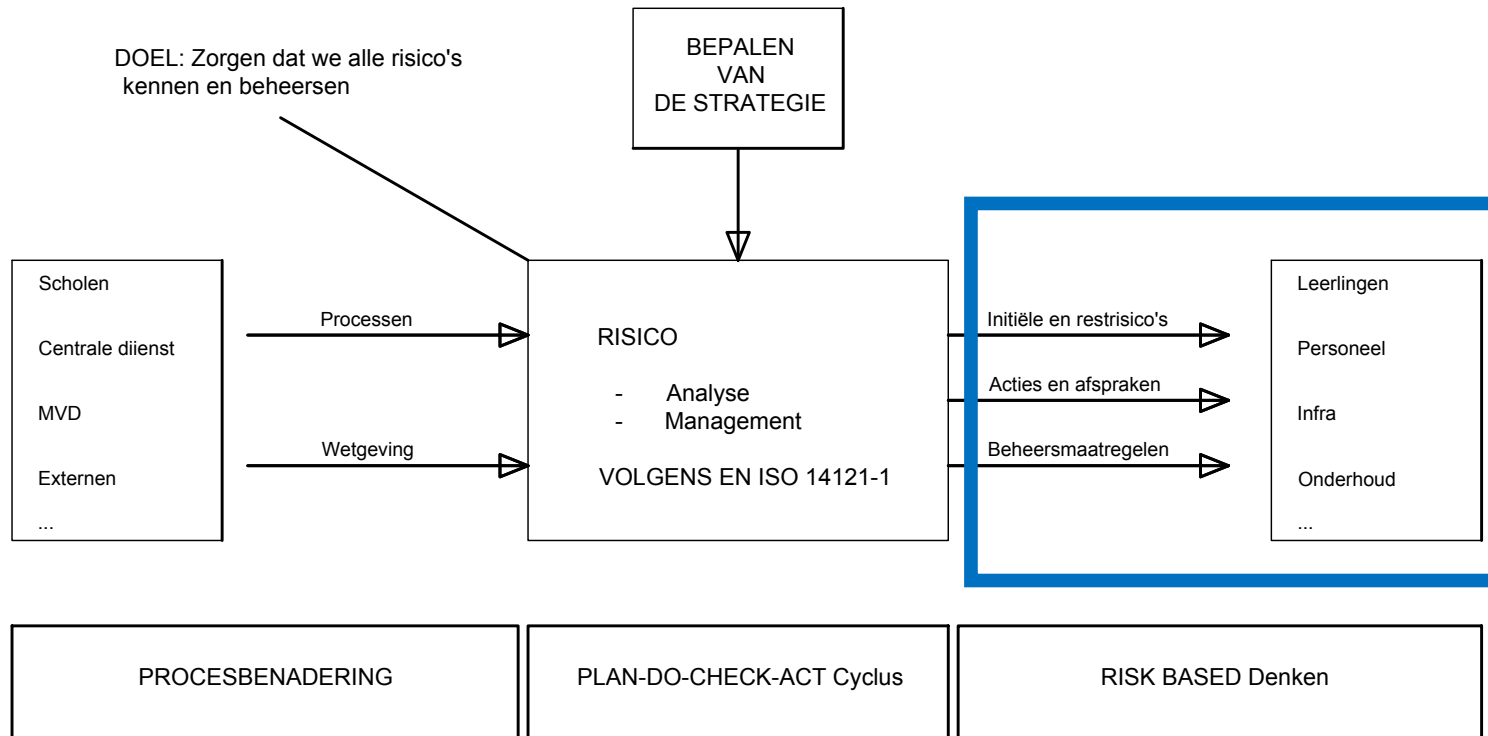 DOEL: Zorgen dat we alle risico's
kennen en beheersen
BEPALEN
VAN
DE STRATEGIE
Scholen
Centrale diienst
MVD
Externen
...
Processen
Wetgeving
RISICO
- Analyse
- Management
VOLGENS EN ISO 14121-1
Initiële en restrisico's
Acties en afspraken
Beheersmaatregelen
Leerlingen
Personeel
Infra
Onderhoud
...
PROCESBENADERING
PLAN-DO-CHECK-ACT Cyclus
RISK BASED Denken